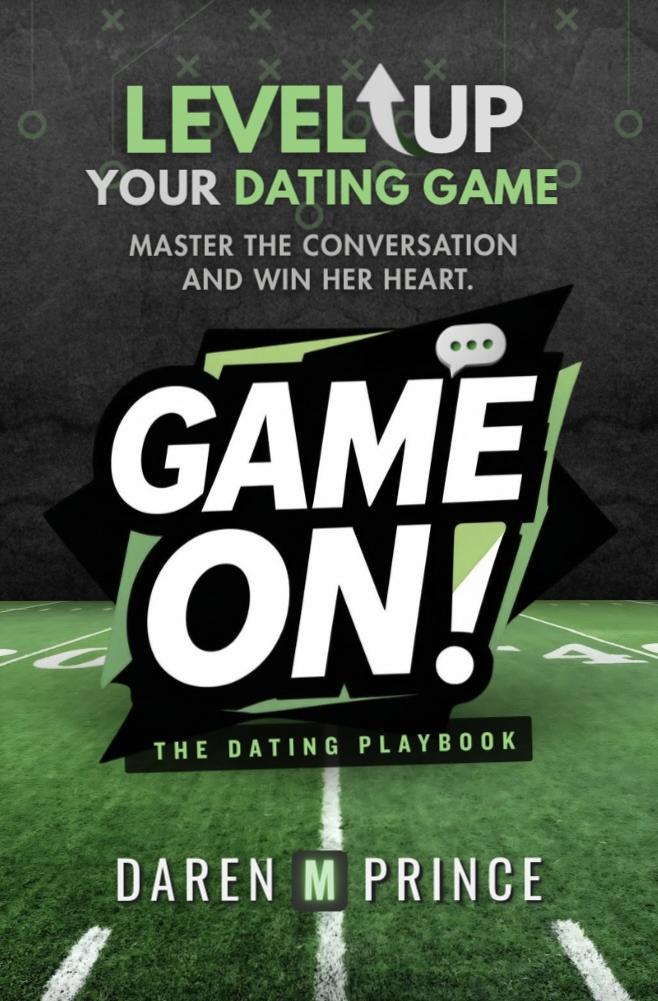 LEVEL UP
YOUR DATING GAME
MASTER THE CONVERSATION
AND WIN HER HEART.
GAME
ON!
THE DATING PLAYBOOK
DAREN M PRINCE